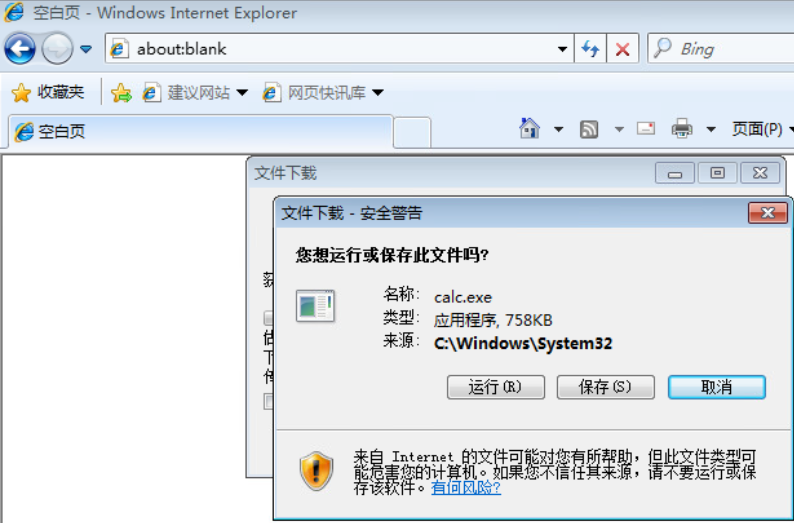 空白页 - Windows Internet Explorer
about:blank
Bing
收藏夹
建议网站
网页快讯库
空白页
页面(P)
文件下载
文件下载 - 安全警告
您想运行或保存此文件吗?
名称: calc.exe
类型: 应用程序, 758KB
来源: C:\Windows\System32
运行(R)
保存(S)
取消
来自 Internet 的文件可能对您有所帮助，但此文件类型可
能危害您的计算机。如果您不信任其来源，请不要运行或保
存该软件。有何风险?